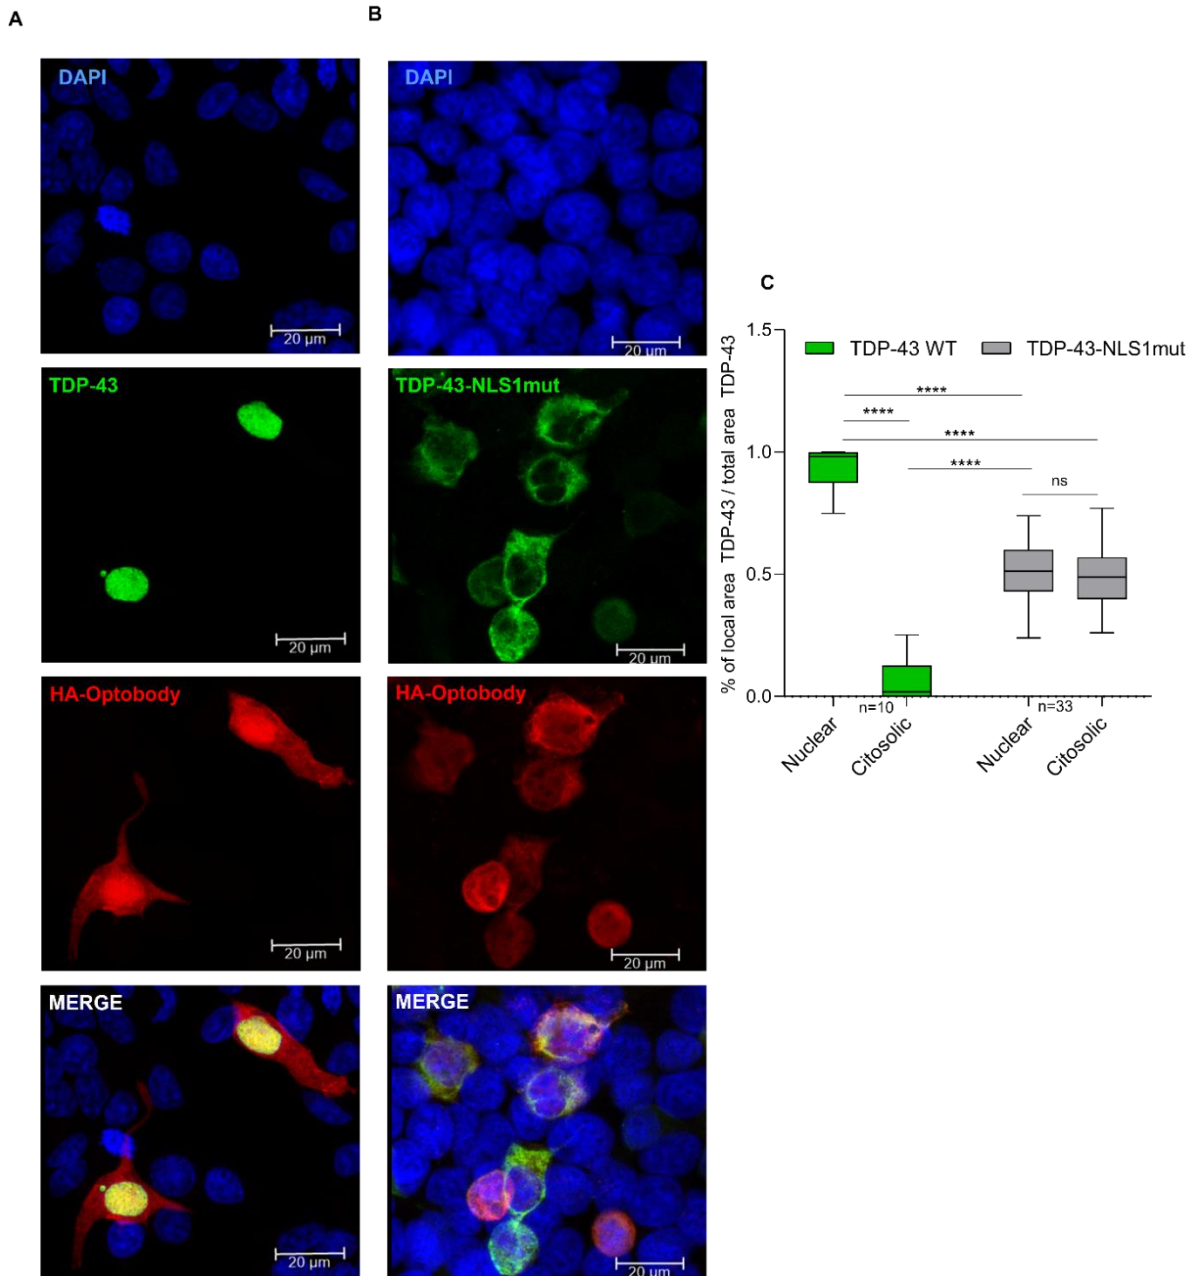 A
B
DAPI
20 µm
DAPI
20 µm
TDP-43
20 µm
TDP-43-NLS1mut
20 µm
HA-Optobody
20 µm
HA-Optobody
20 µm
MERGE
20 µm
MERGE
20 µm
C
% of local area TDP-43 / total area TDP-43
1.5
1.0
0.5
0.0
TDP-43 WT
TDP-43-NLS1mut
****
****
****
****
ns
n=10
n=33
Nuclear
Citosolic
Nuclear
Citosolic